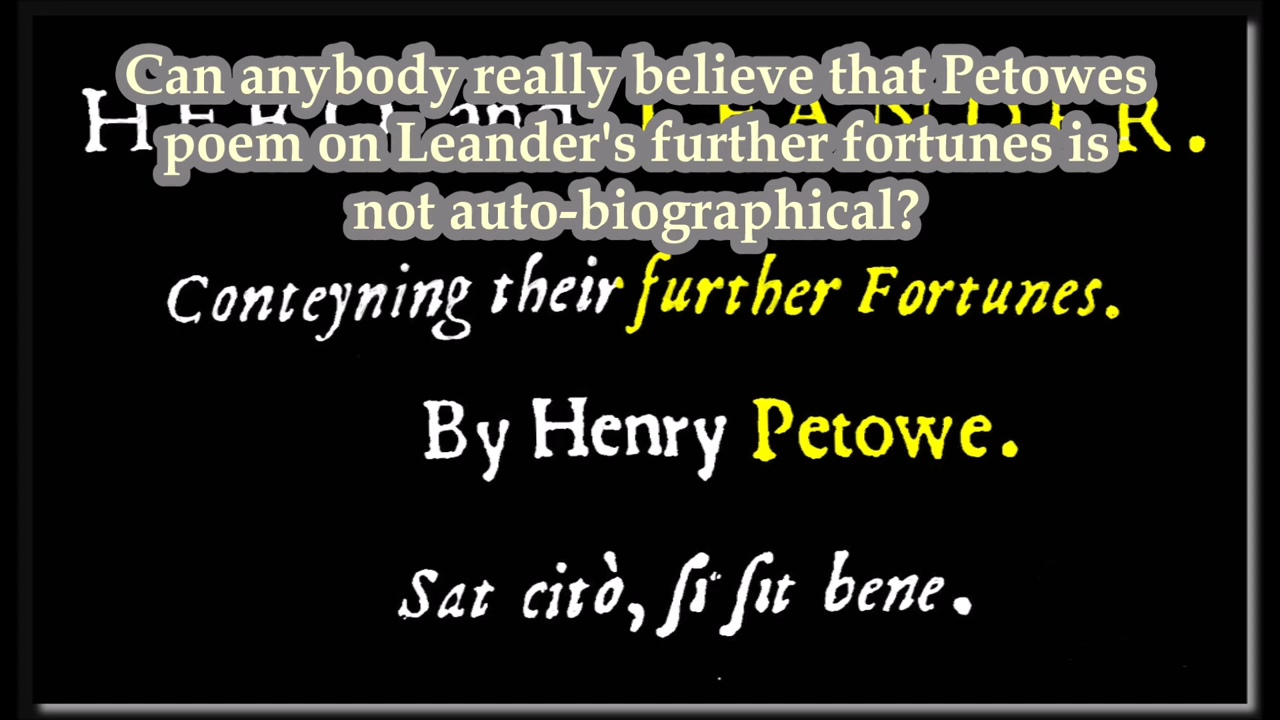 Can anybody really believe that Petowes
HERO and LEANDER.
poem on Leander's further fortunes is
not auto-biographical?
Conteyning their further Fortunes.
By Henry Petowe.
Sat citò, ſi ſit bene.